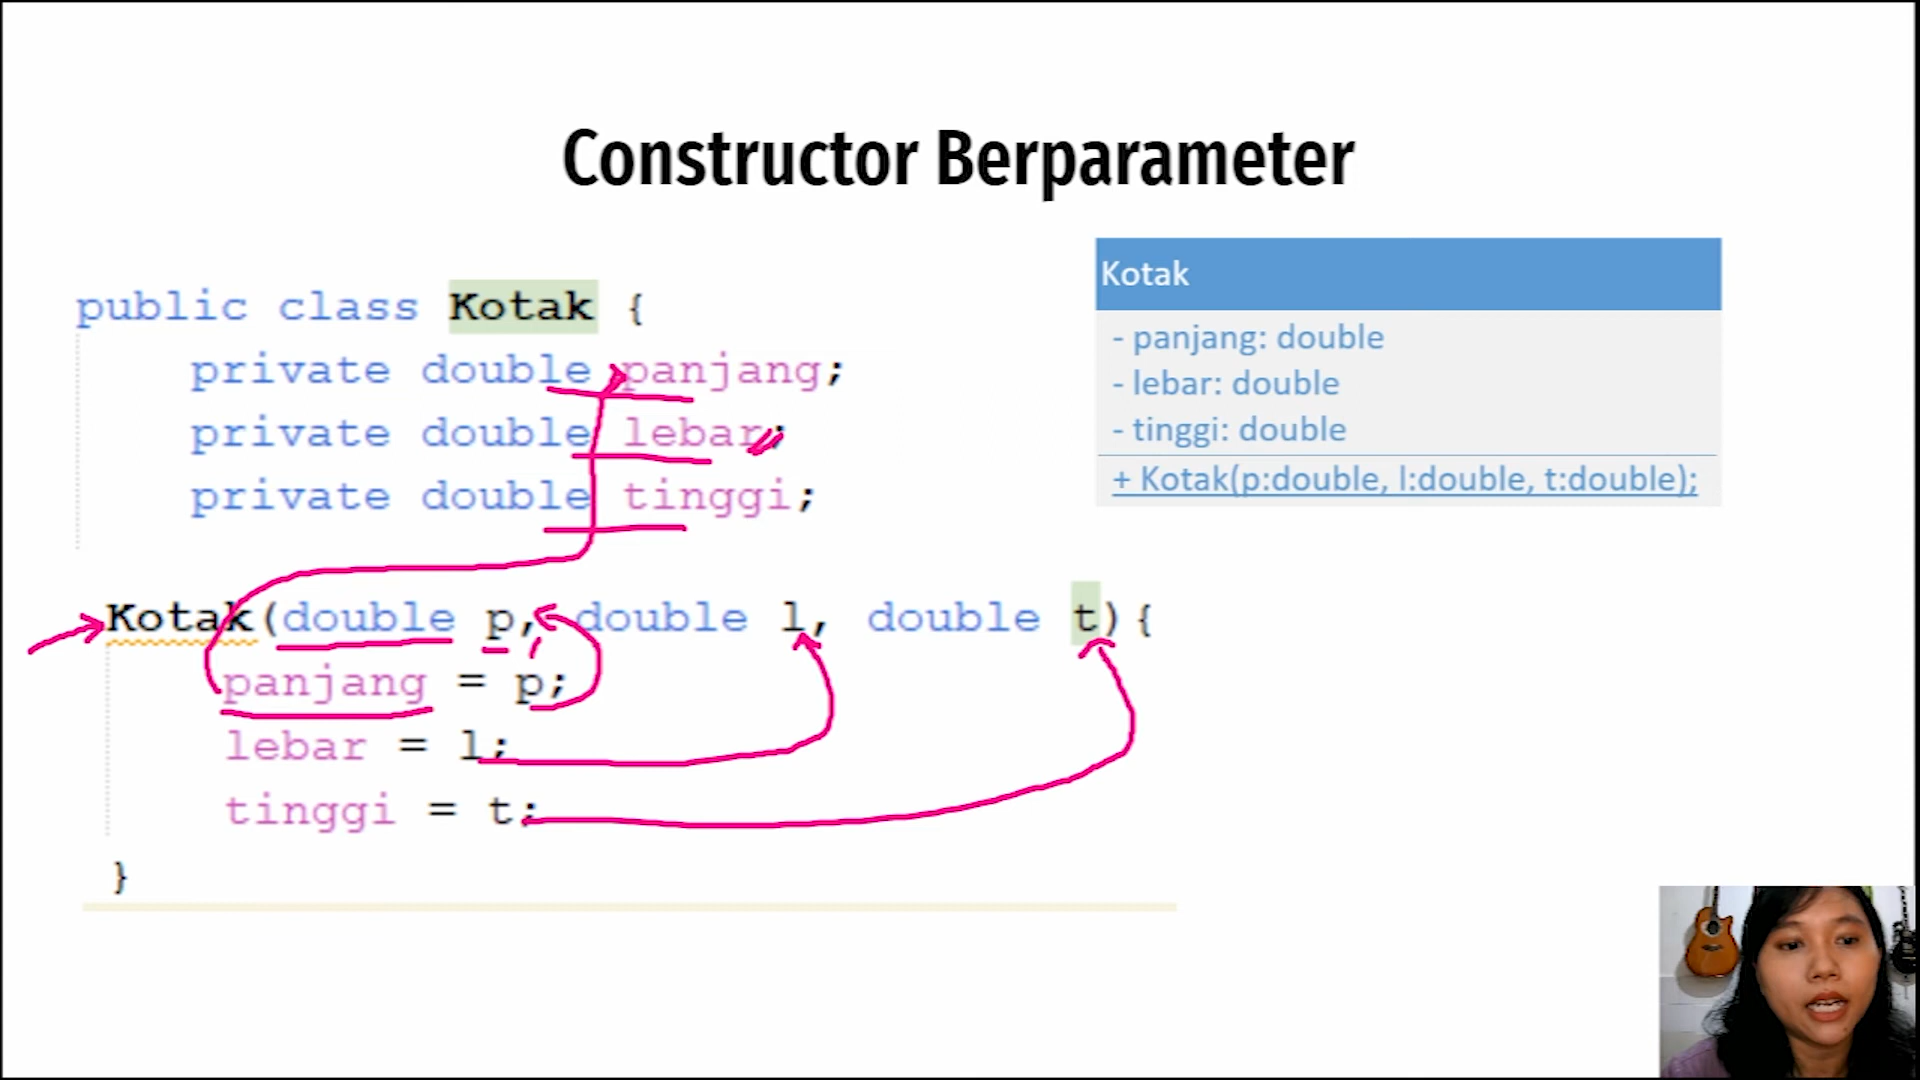 Constructor Berparameter
public class Kotak {
private double panjang;
private double lebar;
private double tinggi;
Kotak(double p, double l, double t){
panjang = p;
lebar = l;
tinggi = t;
}
Kotak
- panjang: double
- lebar: double
- tinggi: double
+ Kotak(p:double, l:double, t:double);